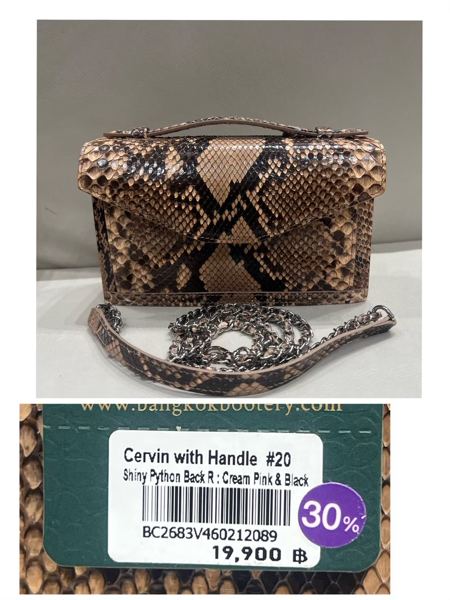 www.bangkokbootery.com
Cervin with Handle #20
Shiny Python Back R : Cream Pink & Black
BC2683V460212089
30%
19,900 ฿